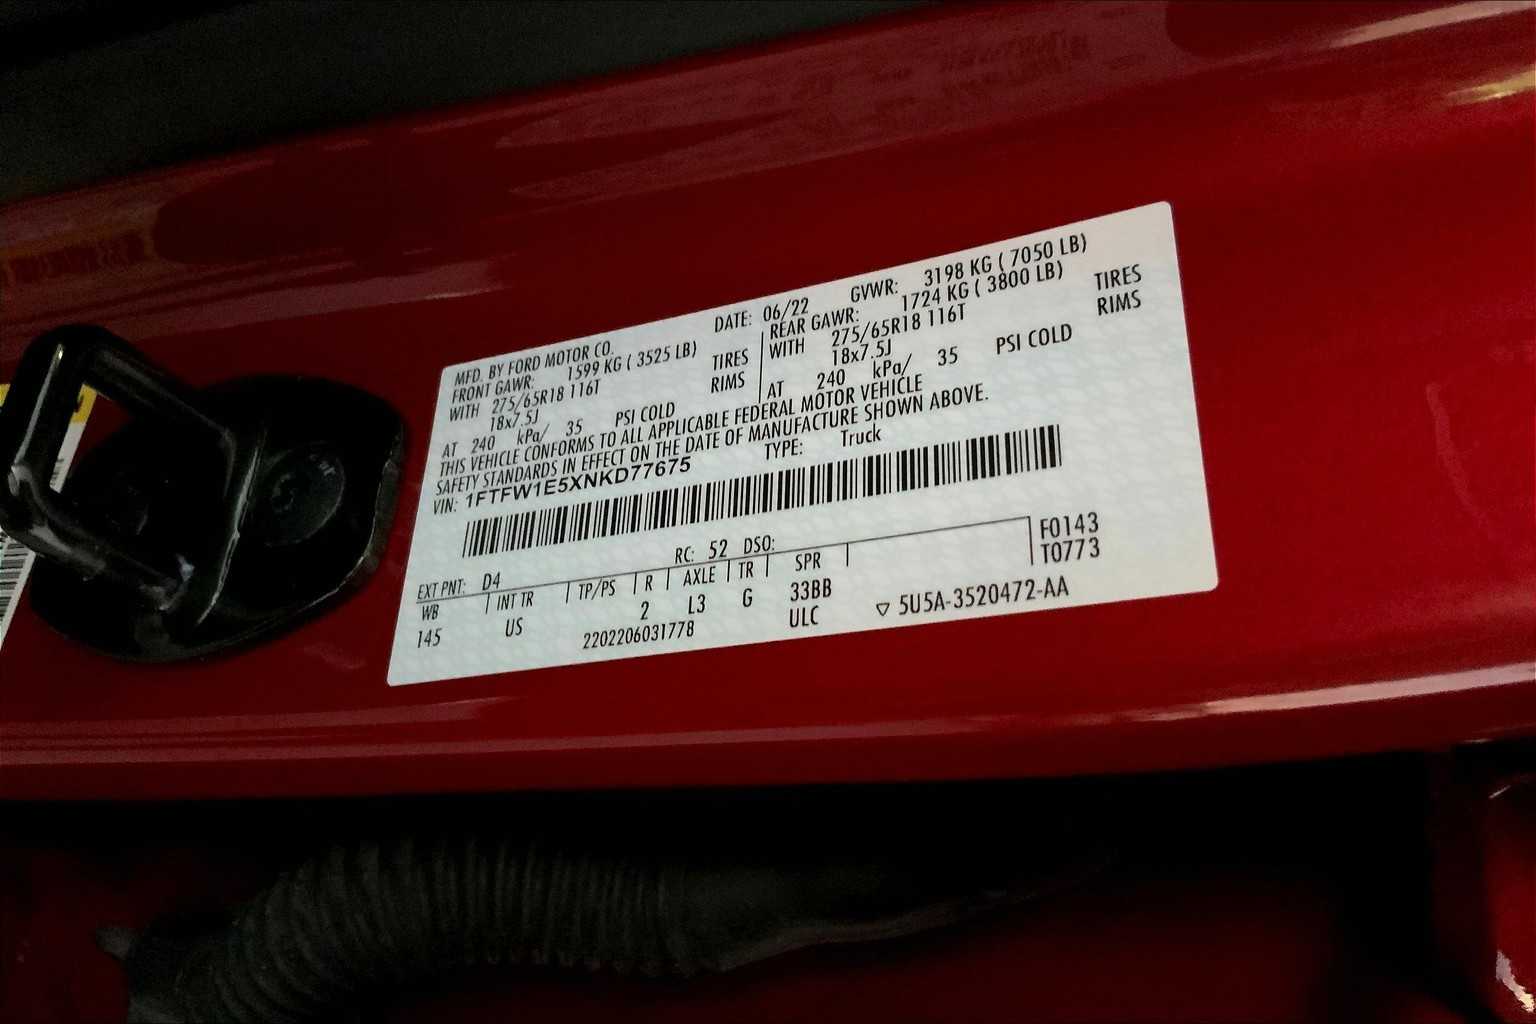 MFD. BY FORD MOTOR CO. DATE: 06/22 GVWR: 3198 KG ( 7050 LB)
FRONT GAWR: 1599 KG ( 3525 LB) REAR GAWR: 1724 KG ( 3800 LB)
WITH 275/65R18 116T TIRES WITH 275/65R18 116T TIRES
18x7.5J RIMS 18x7.5J RIMS
AT 240 kPa/ 35 PSI COLD AT 240 kPa/ 35 PSI COLD
THIS VEHICLE CONFORMS TO ALL APPLICABLE FEDERAL MOTOR VEHICLE
SAFETY STANDARDS IN EFFECT ON THE DATE OF MANUFACTURE SHOWN ABOVE.
VIN: 1FTFW1E5XNKD77675 TYPE: Truck
F0143
EXT PNT: D4 RC: 52 DSO: T0773
WB INT TR TP/PS R AXLE TR SPR
145 US 2 L3 G 33BB
2202206031778 ULC ▽ 5U5A-3520472-AA